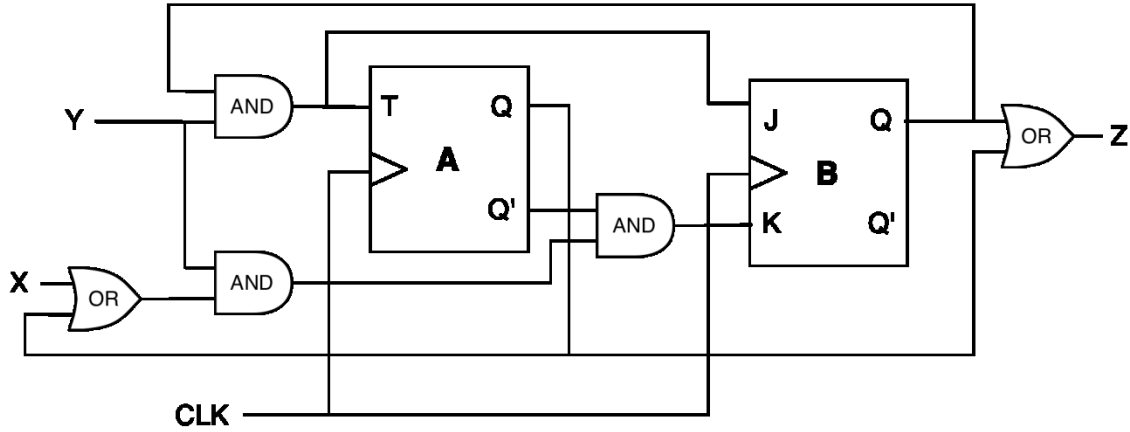 AND
Y
T
Q
A
Q'
J
Q
B
K
Q'
OR
Z
AND
X
OR
AND
CLK